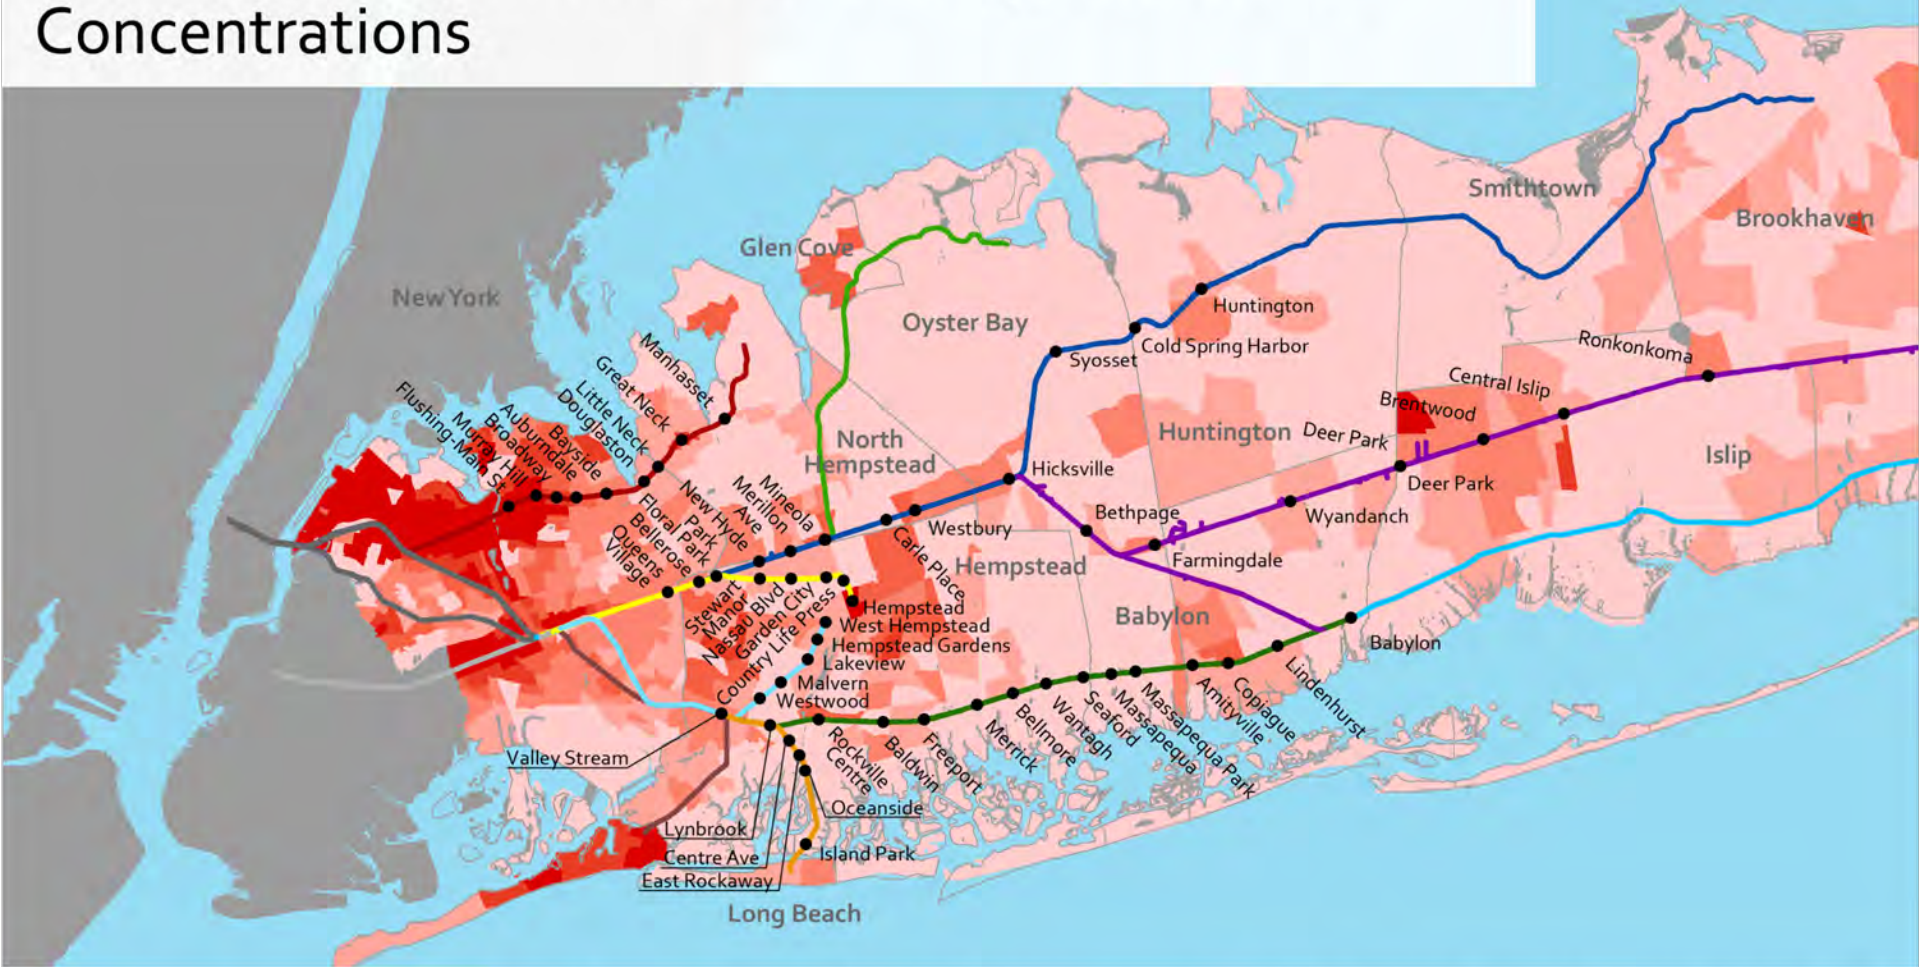 Concentrations
New York
Glen Cove
Oyster Bay
Smithtown
Brookhaven
Huntington
Cold Spring Harbor
Syosset
Ronkonkoma
Central Islip
Brentwood
Deer Park
Deer Park
Huntington
Islip
Manhasset
Great Neck
Little Neck
Douglaston
Bayside
Auburndale
Broadway
Murray Hill
Flushing-Main St
North
Hempstead
Hicksville
Westbury
Carle Place
Mineola
Merillon
Ave
New Hyde
Park
Floral Park
Bellerose
Queens
Village
Bethpage
Wyandanch
Farmingdale
Hempstead
Babylon
Stewart
Manor
Nassau Blvd
Garden City
Country Life Press
Hempstead
West Hempstead
Hempstead Gardens
Lakeview
Malvern
Westwood
Valley Stream
Babylon
Lindenhurst
Copiague
Amityville
Massapequa Park
Massapequa
Seaford
Wantagh
Bellmore
Merrick
Freeport
Baldwin
Rockville
Centre
Oceanside
Lynbrook
Centre Ave
East Rockaway
Island Park
Long Beach